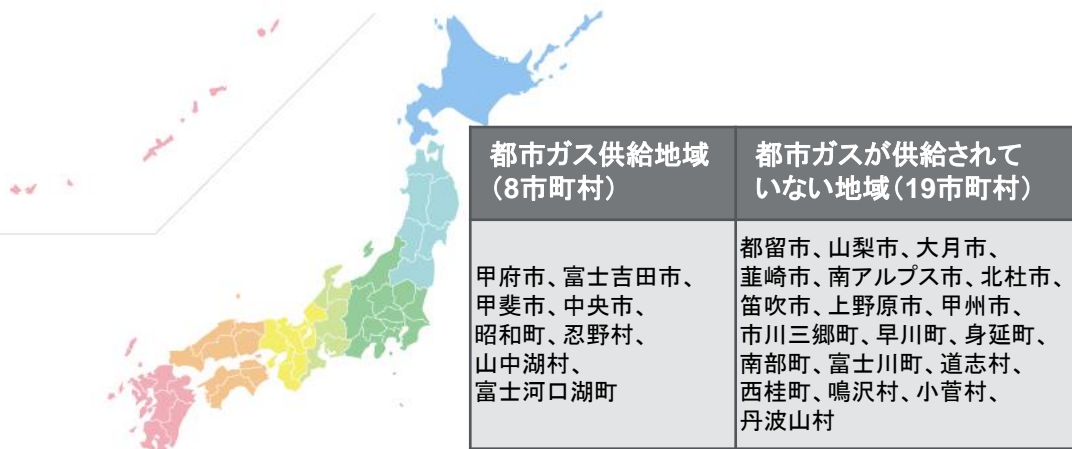 都市ガス供給地域
(8市町村)
都市ガスが供給されて
いない地域(19市町村)
甲府市、富士吉田市、
甲斐市、中央市、
昭和町、忍野村、
山中湖村、
富士河口湖町
都留市、山梨市、大月市、
韮崎市、南アルプス市、北杜市、
笛吹市、上野原市、甲州市、
市川三郷町、早川町、身延町、
南部町、富士川町、道志村、
西桂町、鳴沢村、小菅村、
丹波山村